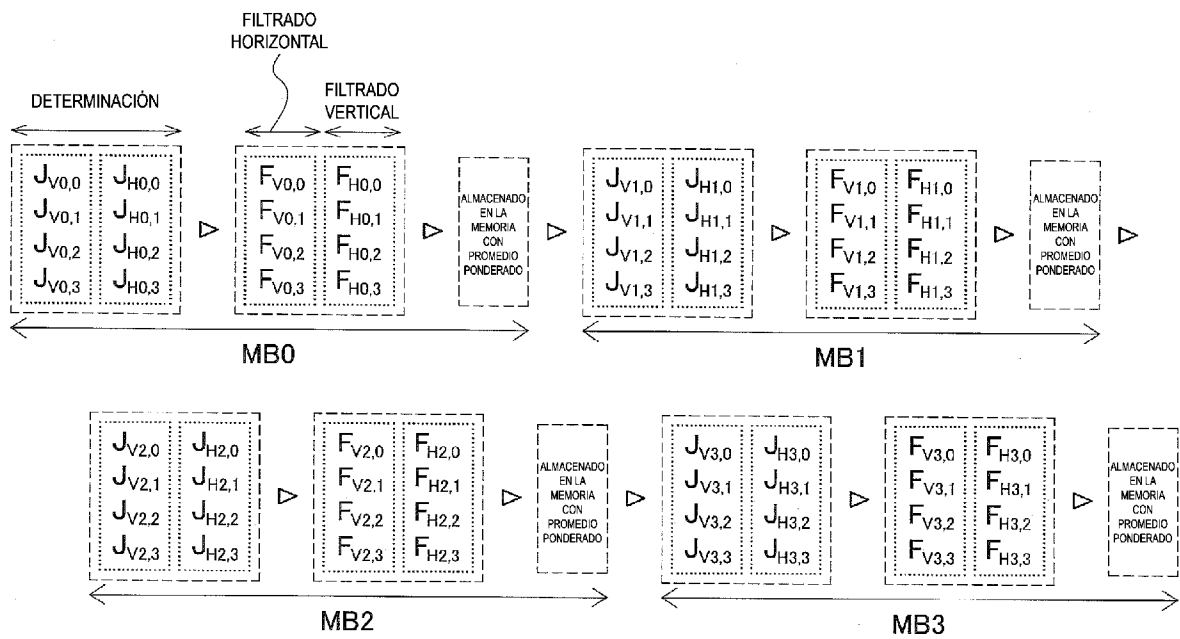 FILTRADO
HORIZONTAL
DETERMINACIÓN
FILTRADO
VERTICAL
JV0,0 JH0,0
JV0,1 JH0,1
JV0,2 JH0,2
JV0,3 JH0,3
FV0,0 FH0,0
FV0,1 FH0,1
FV0,2 FH0,2
FV0,3 FH0,3
ALMACENADO
EN LA
MEMORIA
CON
PROMEDIO
PONDERADO
MB0
JV1,0 JH1,0
JV1,1 JH1,1
JV1,2 JH1,2
JV1,3 JH1,3
FV1,0 FH1,0
FV1,1 FH1,1
FV1,2 FH1,2
FV1,3 FH1,3
ALMACENADO
EN LA
MEMORIA
CON
PROMEDIO
PONDERADO
MB1
JV2,0 JH2,0
JV2,1 JH2,1
JV2,2 JH2,2
JV2,3 JH2,3
FV2,0 FH2,0
FV2,1 FH2,1
FV2,2 FH2,2
FV2,3 FH2,3
ALMACENADO
EN LA
MEMORIA
CON
PROMEDIO
PONDERADO
MB2
JV3,0 JH3,0
JV3,1 JH3,1
JV3,2 JH3,2
JV3,3 JH3,3
FV3,0 FH3,0
FV3,1 FH3,1
FV3,2 FH3,2
FV3,3 FH3,3
ALMACENADO
EN LA
MEMORIA
CON
PROMEDIO
PONDERADO
MB3